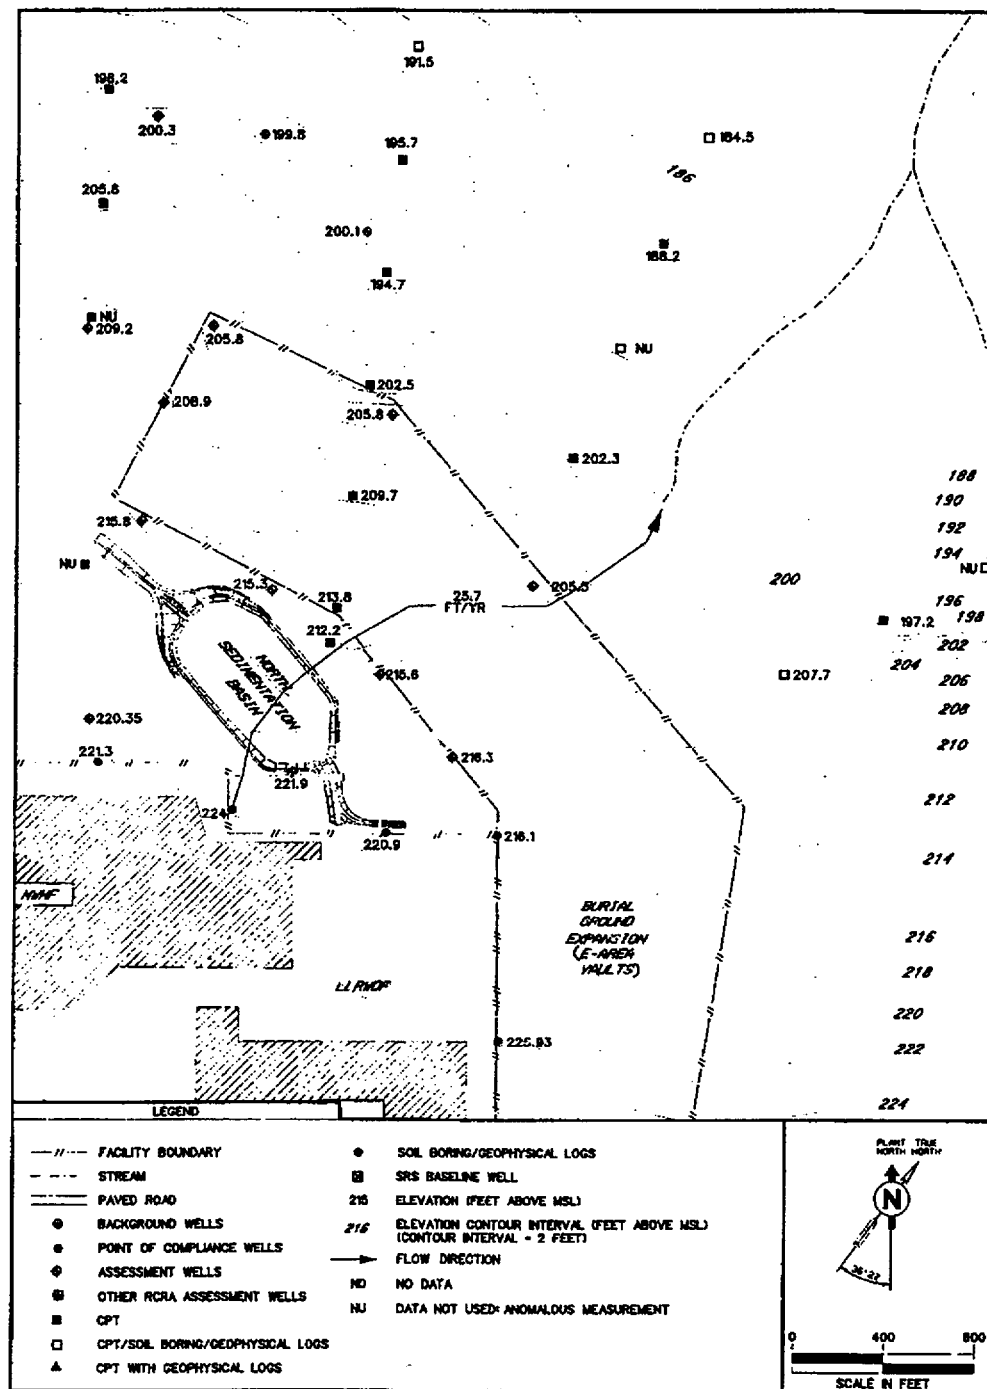 191.5
198.2
200.3
199.8
195.7
184.5
186
205.8
200.1
188.2
194.7
NU
209.2
205.8
NU
202.5
208.9
205.8
202.3
188
209.7
190
215.8
192
194
NU
NU
200
215.3
205.5
25.7
FT/YR
213.8
196
198
197.2
212.2
202
204
NORTH
SEDIMENTATION
BASIN
215.6
207.7
206
220.35
208
221.3
216.3
210
221.9
212
224
220.9
216.1
214
HWMF
BURIAL
GROUND
EXPANSION
(E-AREA
VAULTS)
216
218
LLRWDF
220
225.93
222
224
LEGEND
FACILITY BOUNDARY
STREAM
PAVED ROAD
BACKGROUND WELLS
POINT OF COMPLIANCE WELLS
ASSESSMENT WELLS
OTHER RCRA ASSESSMENT WELLS
CPT
CPT/SOIL BORING/GEOPHYSICAL LOGS
CPT WITH GEOPHYSICAL LOGS
SOIL BORING/GEOPHYSICAL LOGS
SRS BASELINE WELL
215 ELEVATION (FEET ABOVE MSL)
216 ELEVATION CONTOUR INTERVAL (FEET ABOVE MSL)
(CONTOUR INTERVAL - 2 FEET)
FLOW DIRECTION
ND NO DATA
NU DATA NOT USED: ANOMALOUS MEASUREMENT
PLANT TRUE
NORTH NORTH
N
36°22'
0 400 800
SCALE IN FEET